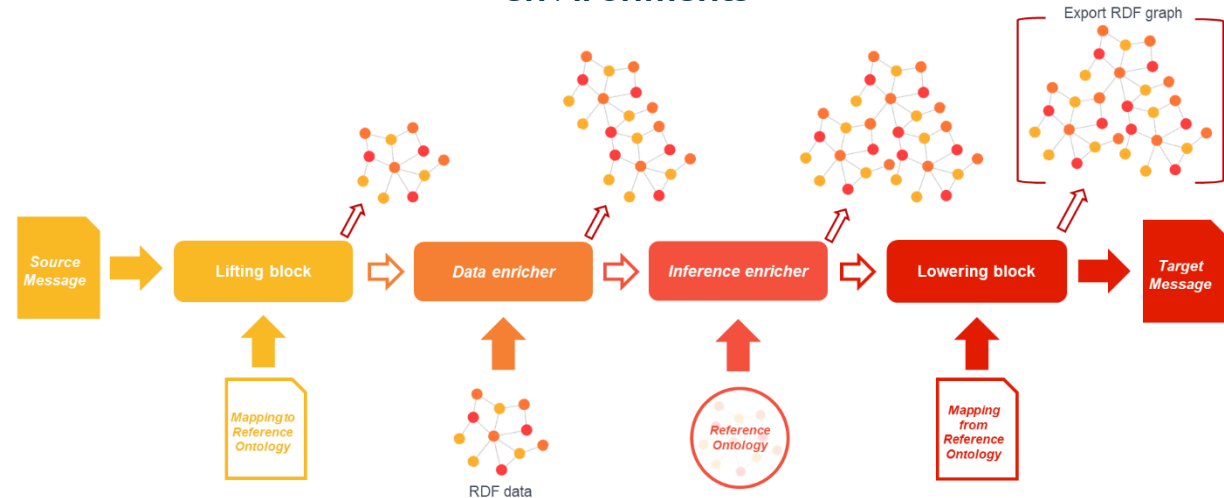 Export RDF graph
Source
Message
Lifting block
Data enricher
Inference enricher
Lowering block
Target
Message
Mapping to
Reference
Ontology
RDF data
Reference
Ontology
Mapping
from
Reference
Ontology